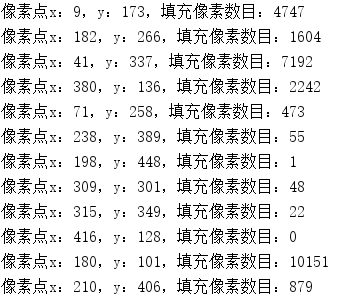 像素点x：9，y：173，填充像素数目：4747
像素点x：182，y：266，填充像素数目：1604
像素点x：41，y：337，填充像素数目：7192
像素点x：380，y：136，填充像素数目：2242
像素点x：71，y：258，填充像素数目：473
像素点x：238，y：389，填充像素数目：55
像素点x：198，y：448，填充像素数目：1
像素点x：309，y：301，填充像素数目：48
像素点x：315，y：349，填充像素数目：22
像素点x：416，y：128，填充像素数目：0
像素点x：180，y：101，填充像素数目：10151
像素点x：210，y：406，填充像素数目：879